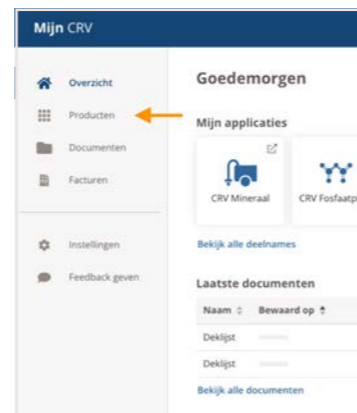 Mijn CRV
Overzicht
Producten
Documenten
Facturen
Instellingen
Feedback geven
Goedemorgen
Mijn applicaties
CRV Mineraal
CRV Fosfaatp
Bekijk alle deelnames
Laatste documenten
Naam Bewaard op
Deklijst
Deklijst
Bekijk alle documenten